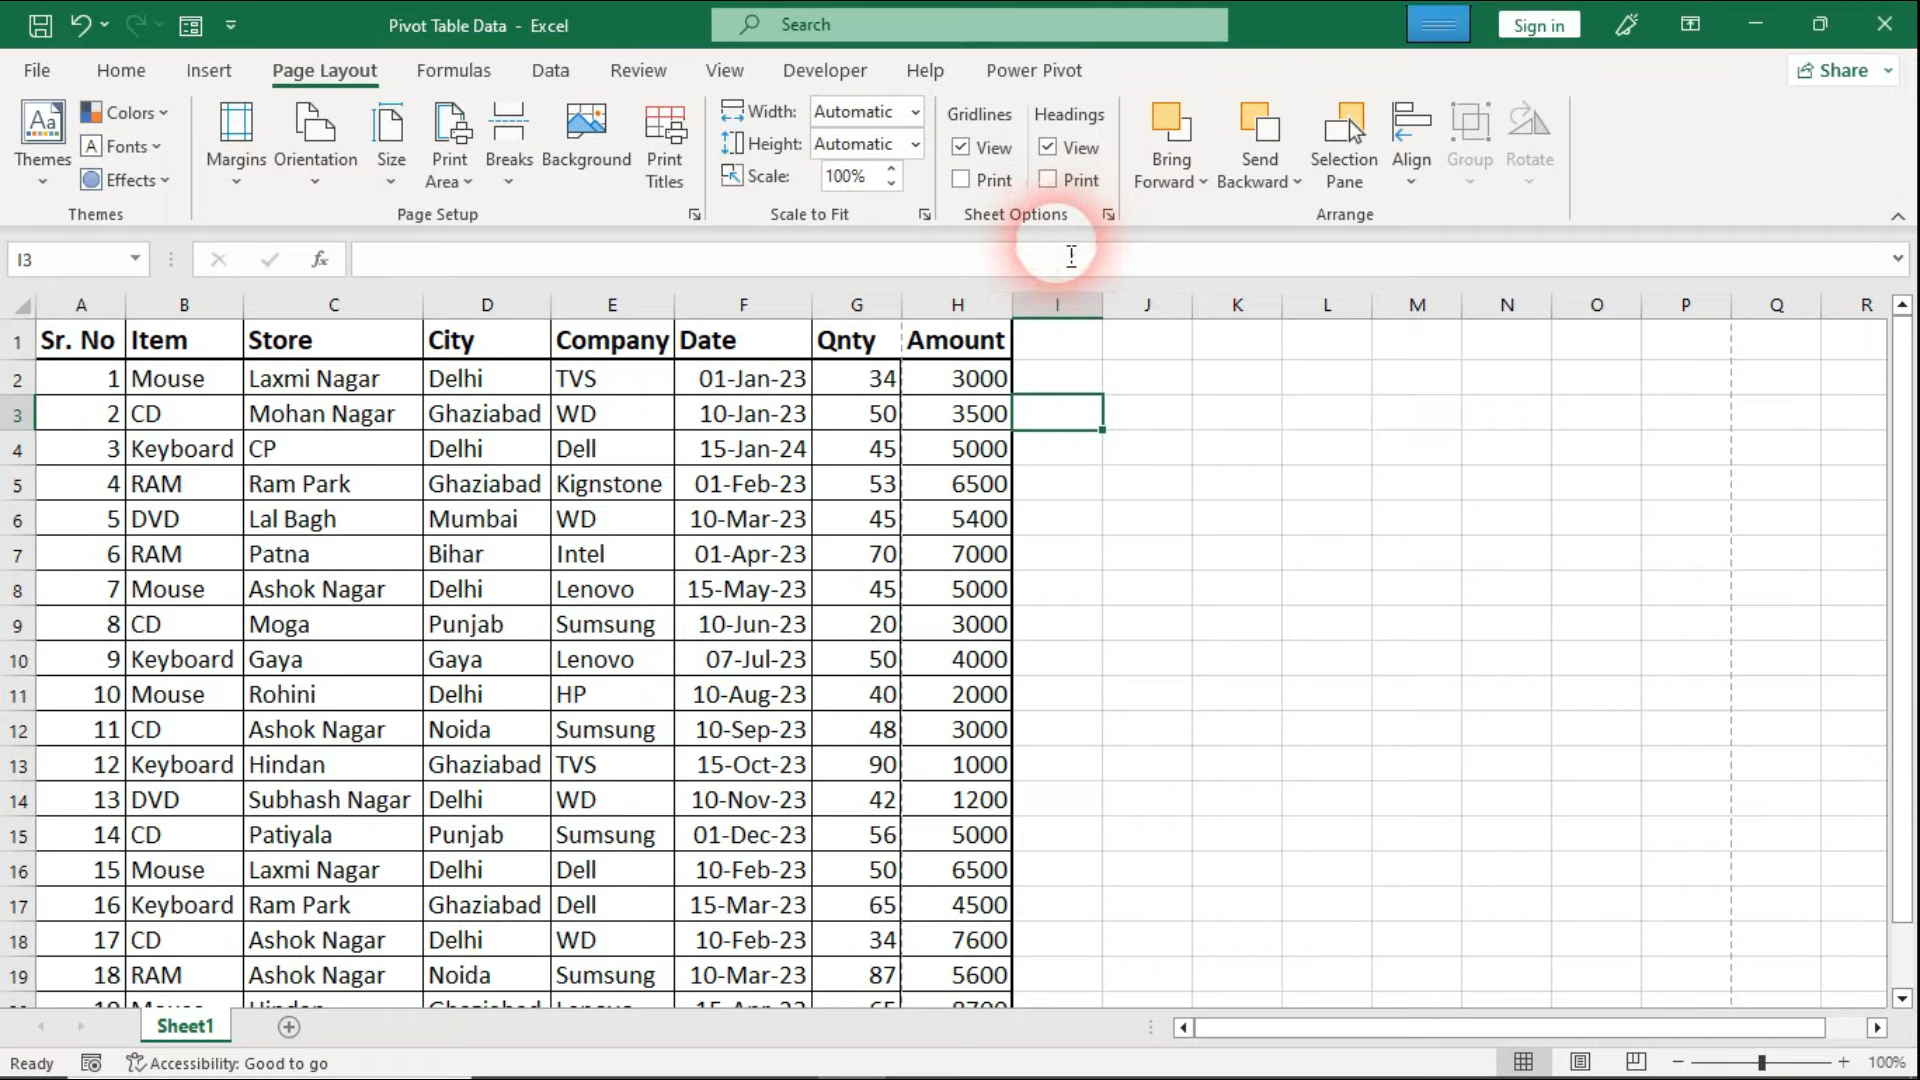 Pivot Table Data - Excel
Search
Sign in
File Home Insert Page Layout Formulas Data Review View Developer Help Power Pivot Share
Aa Themes
Colors
Fonts
Effects
Themes
Margins Orientation Size Print Area Breaks Background Print Titles
Page Setup
Width: Automatic
Height: Automatic
Scale: 100%
Scale to Fit
Gridlines Headings
View View
Print Print
Sheet Options
Bring Forward Send Backward Selection Pane Align Group Rotate
Arrange
I3 fx
A B C D E F G H I J K L M N O P Q R
1 Sr. No Item Store City Company Date Qnty Amount
2 1 Mouse Laxmi Nagar Delhi TVS 01-Jan-23 34 3000
3 2 CD Mohan Nagar Ghaziabad WD 10-Jan-23 50 3500
4 3 Keyboard CP Delhi Dell 15-Jan-24 45 5000
5 4 RAM Ram Park Ghaziabad Kignstone 01-Feb-23 53 6500
6 5 DVD Lal Bagh Mumbai WD 10-Mar-23 45 5400
7 6 RAM Patna Bihar Intel 01-Apr-23 70 7000
8 7 Mouse Ashok Nagar Delhi Lenovo 15-May-23 45 5000
9 8 CD Moga Punjab Sumsung 10-Jun-23 20 3000
10 9 Keyboard Gaya Gaya Lenovo 07-Jul-23 50 4000
11 10 Mouse Rohini Delhi HP 10-Aug-23 40 2000
12 11 CD Ashok Nagar Noida Sumsung 10-Sep-23 48 3000
13 12 Keyboard Hindan Ghaziabad TVS 15-Oct-23 90 1000
14 13 DVD Subhash Nagar Delhi WD 10-Nov-23 42 1200
15 14 CD Patiyala Punjab Sumsung 01-Dec-23 56 5000
16 15 Mouse Laxmi Nagar Delhi Dell 10-Feb-23 50 6500
17 16 Keyboard Ram Park Ghaziabad Dell 15-Mar-23 65 4500
18 17 CD Ashok Nagar Delhi WD 10-Feb-23 34 7600
19 18 RAM Ashok Nagar Noida Sumsung 10-Mar-23 87 5600
Sheet1
Ready Accessibility: Good to go 100%